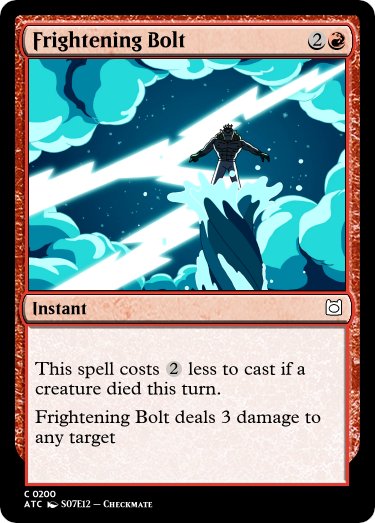 Frightening Bolt 2
Instant
This spell costs 2 less to cast if a
creature died this turn.
Frightening Bolt deals 3 damage to
any target
C 0200
ATC S07E12 – Checkmate